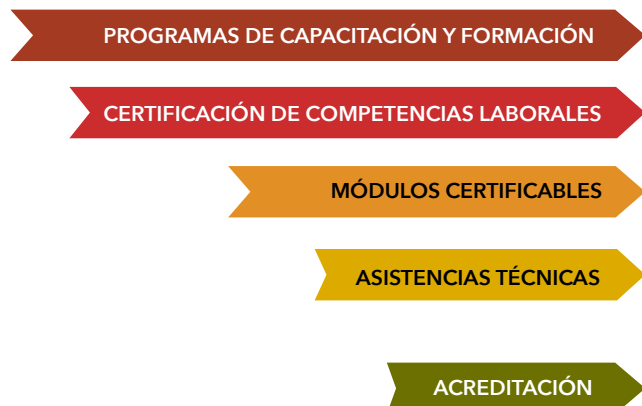 PROGRAMAS DE CAPACITACIÓN Y FORMACIÓN
CERTIFICACIÓN DE COMPETENCIAS LABORALES
MÓDULOS CERTIFICABLES
ASISTENCIAS TÉCNICAS
ACREDITACIÓN